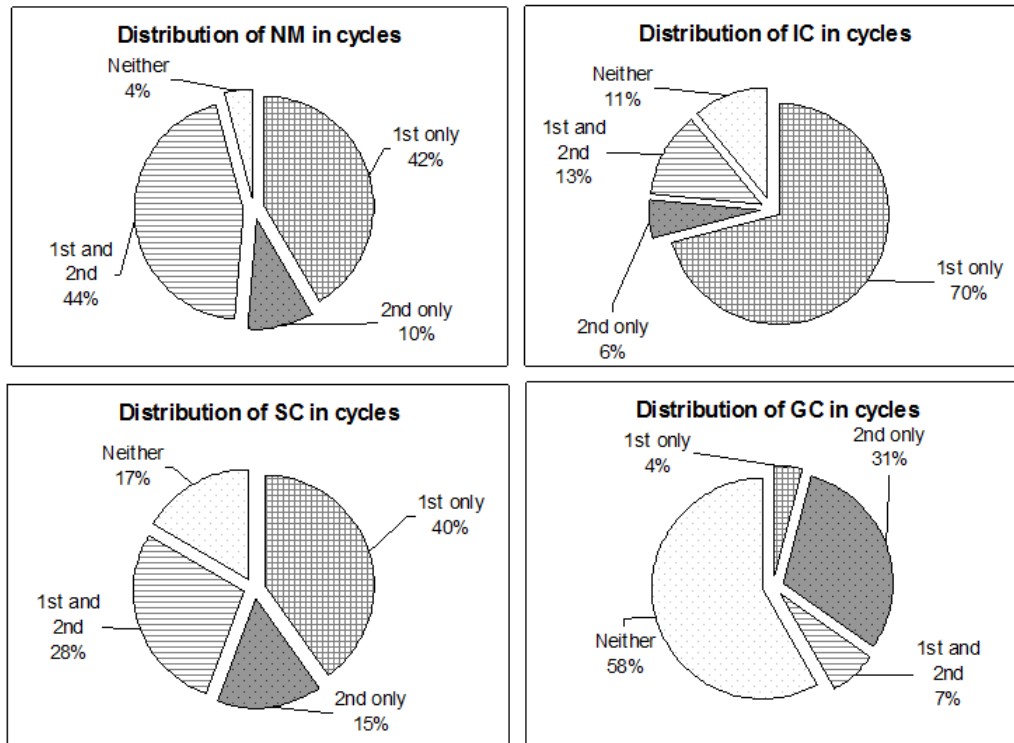 Distribution of NM in cycles
Neither
4%
1st only
42%
1st and
2nd
44%
2nd only
10%
Distribution of IC in cycles
Neither
11%
1st and
2nd
13%
1st only
70%
2nd only
6%
Distribution of SC in cycles
Neither
17%
1st only
40%
1st and
2nd
28%
2nd only
15%
Distribution of GC in cycles
1st only
4%
2nd only
31%
Neither
58%
1st and
2nd
7%